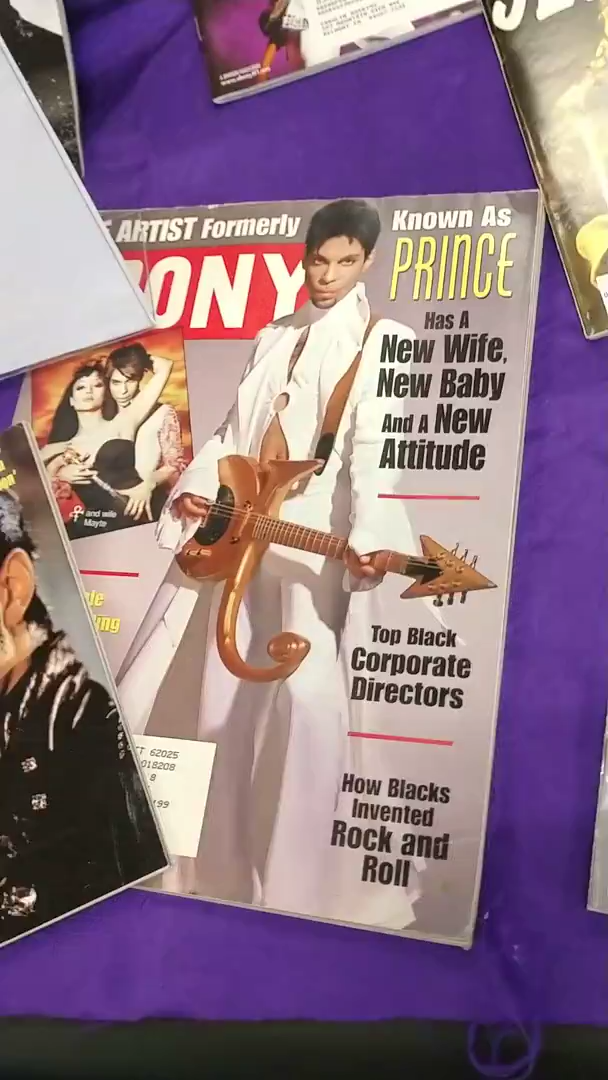 ARTIST Formerly
Known As
PRINCE
ONY
Has A
New Wife,
New Baby
And A New
Attitude
and wife
Mayte
Top Black
Corporate
Directors
How Blacks
Invented
Rock and
Roll
62025
018208
8
199